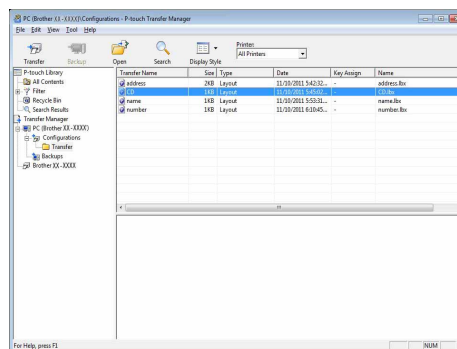 PC (Brother XX-XXXX)\Configurations - P-touch Transfer Manager
File Edit View Tool Help
Transfer Backup Open Search Display Style Printer: All Printers
P-touch Library
All Contents
Filter
Recycle Bin
Search Results
Transfer Manager
PC (Brother XX-XXXX)
Configurations
Transfer
Backups
Brother XX-XXXX
Transfer Name Size Type Date Key Assign Name
address 2KB Layout 11/10/2011 5:42:32... - address.lbx
CD 1KB Layout 11/10/2011 5:45:02... - CD.lbx
name 1KB Layout 11/10/2011 5:53:31... - name.lbx
number 1KB Layout 11/10/2011 6:10:45... - number.lbx
For Help, press F1 NUM